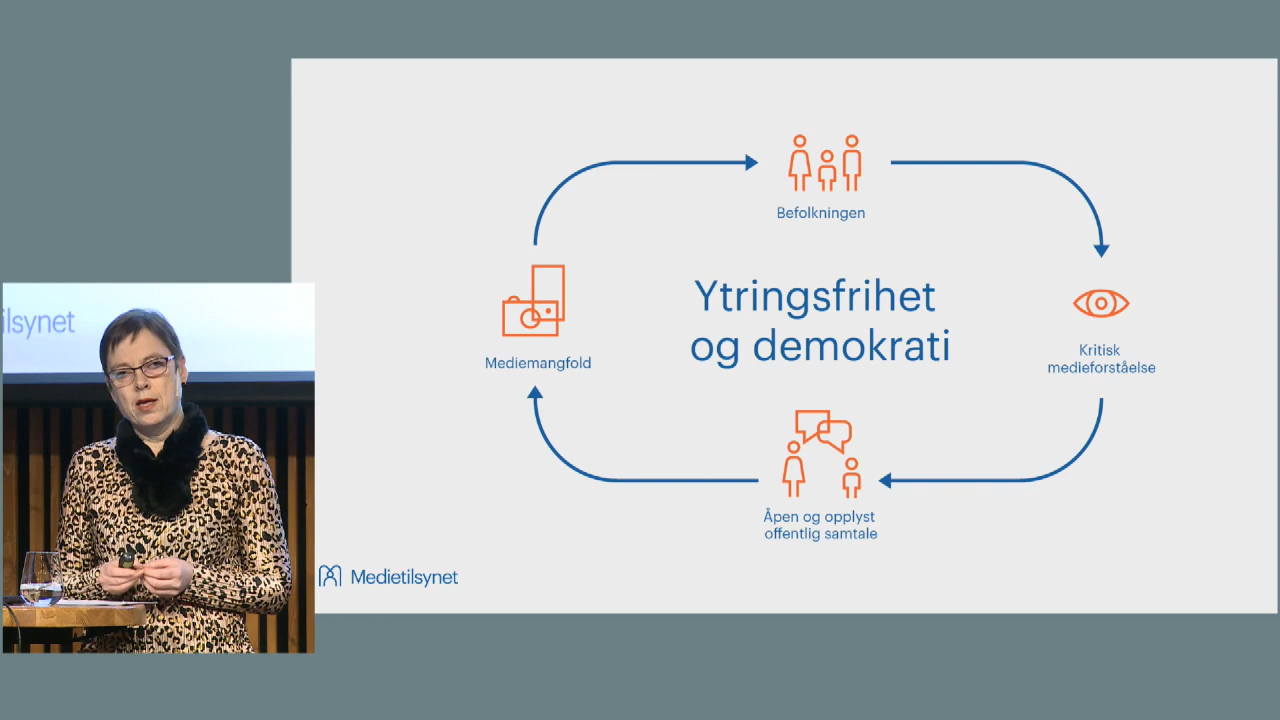 Befolkningen
Ytringsfrihet
og demokrati
Kritisk
medieforståelse
Mediemangfold
Åpen og opplyst
offentlig samtale
Medietilsynet
ilsynet